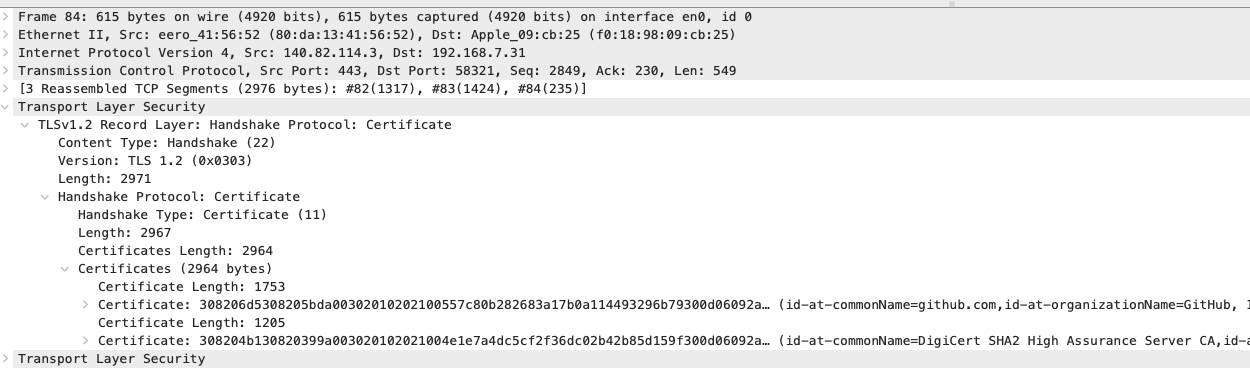 Frame 84: 615 bytes on wire (4920 bits), 615 bytes captured (4920 bits) on interface en0, id 0
Ethernet II, Src: eero_41:56:52 (80:da:13:41:56:52), Dst: Apple_09:cb:25 (f0:18:98:09:cb:25)
Internet Protocol Version 4, Src: 140.82.114.3, Dst: 192.168.7.31
Transmission Control Protocol, Src Port: 443, Dst Port: 58321, Seq: 2849, Ack: 230, Len: 549
[3 Reassembled TCP Segments (2976 bytes): #82(1317), #83(1424), #84(235)]
Transport Layer Security
TLSv1.2 Record Layer: Handshake Protocol: Certificate
Content Type: Handshake (22)
Version: TLS 1.2 (0x0303)
Length: 2971
Handshake Protocol: Certificate
Handshake Type: Certificate (11)
Length: 2967
Certificates Length: 2964
Certificates (2964 bytes)
Certificate Length: 1753
Certificate: 308206d5308205bda00302010202100557c80b282683a17b0a114493296b79300d06092a… (id-at-commonName=github.com,id-at-organizationName=GitHub,
Certificate Length: 1205
Certificate: 308204b130820399a003020102021004e1e7a4dc5cf2f36dc02b42b85d159f300d06092a… (id-at-commonName=DigiCert SHA2 High Assurance Server CA,id-a
Transport Layer Security